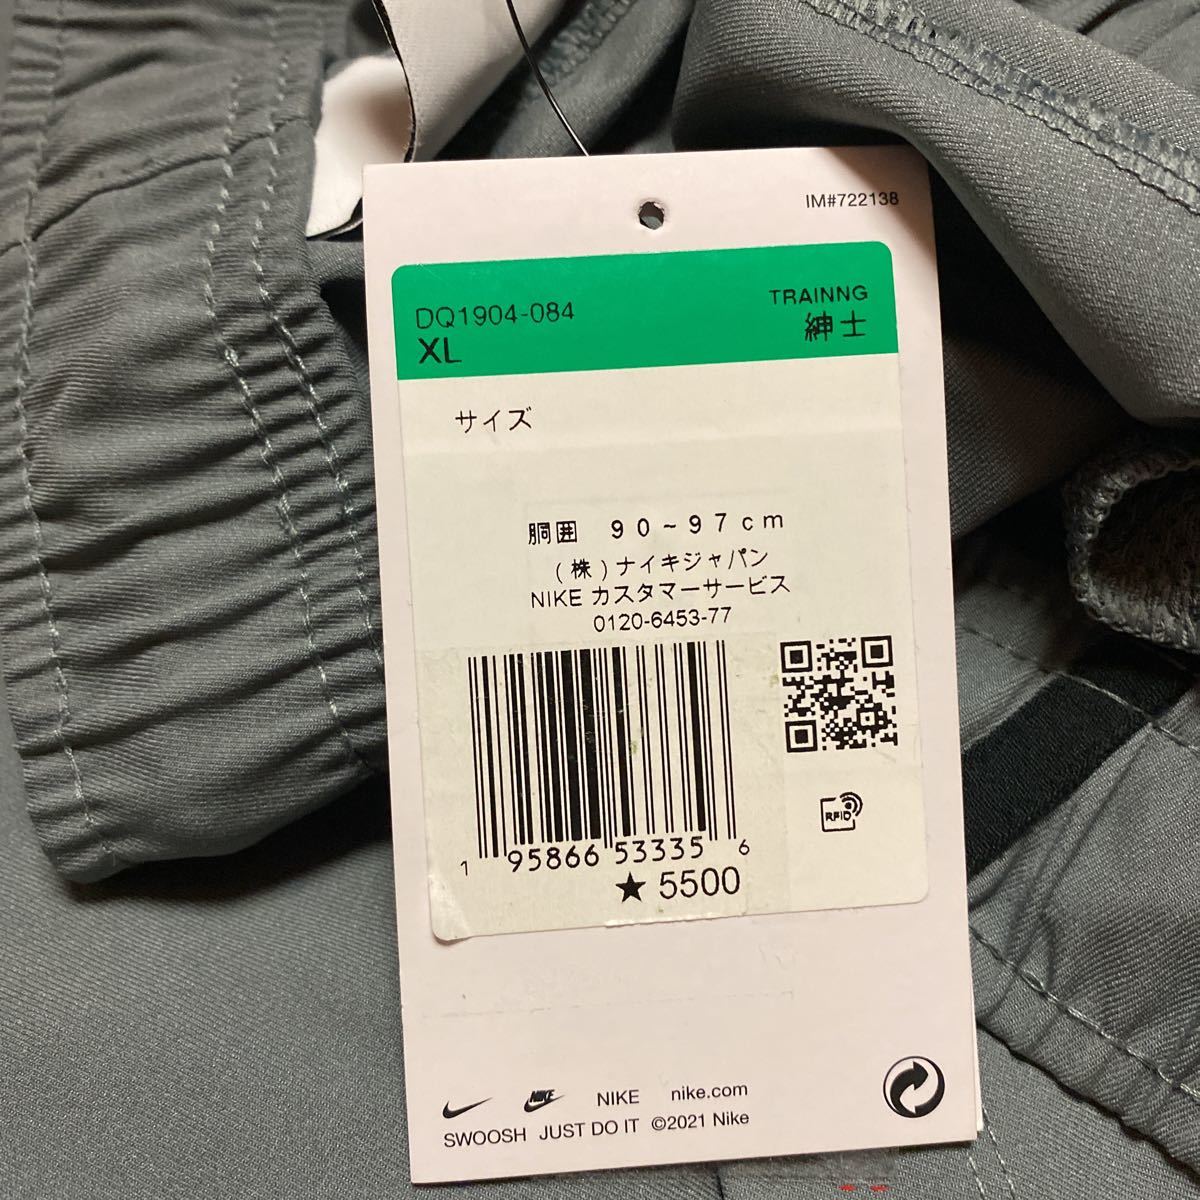 IM#722138
DQ1904-084
TRAINNG
XL
紳士
サイズ
胴囲 90~97cm
(株)ナイキジャパン
NIKE カスタマーサービス
0120-6453-77
1 95866 53335 6
★5500
RFID
NIKE NIKE nike.com
SWOOSH JUST DO IT ©2021 Nike